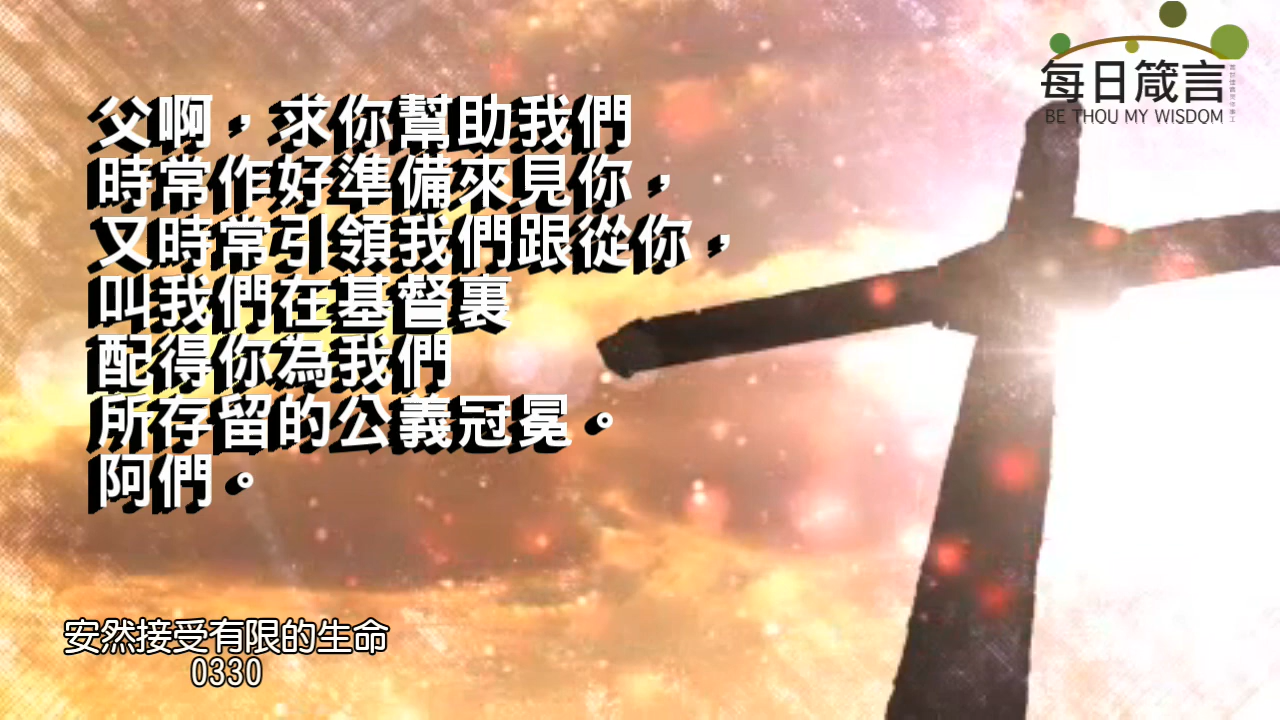 每日箴言
BE THOU MY WISDOM
父啊，求你幫助我們
時常作好準備來見你，
又時常引領我們跟從你，
叫我們在基督裏
配得你為我們
所存留的公義冠冕。
阿們。
安然接受有限的生命
0330